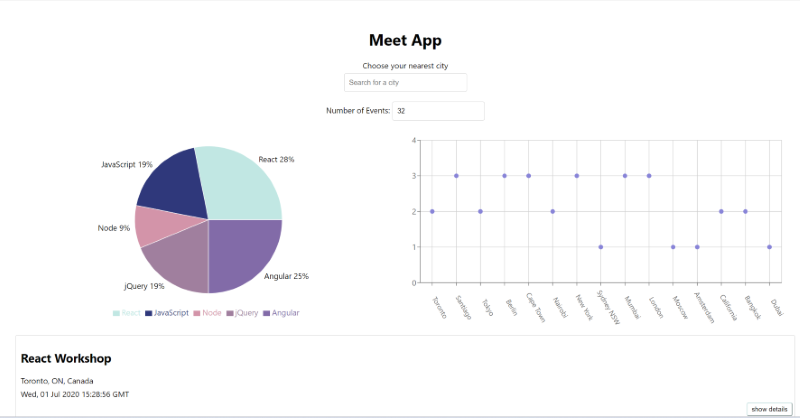 Meet App
Choose your nearest city
Search for a city
Number of Events: 32
React 28%
JavaScript 19%
Node 9%
jQuery 19%
Angular 25%
React JavaScript Node jQuery Angular
4
3
2
1
0
Toronto Santiago Tokyo Berlin Cape Town Nairobi New York Sydney NSW Mumbai London Moscow Amsterdam California Bangkok Dubai
React Workshop
Toronto, ON, Canada
Wed, 01 Jul 2020 15:28:56 GMT
show details